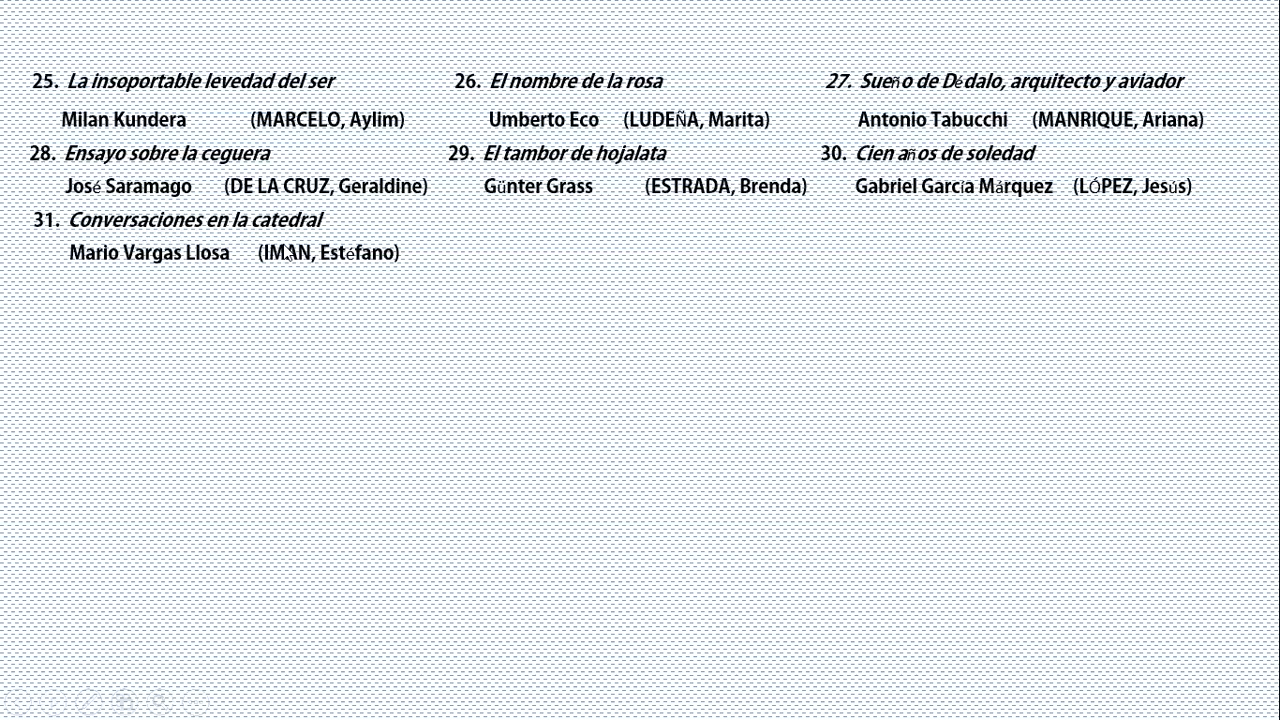 25. La insoportable levedad del ser 26. El nombre de la rosa 27. Sueño de Dédalo, arquitecto y aviador
Milan Kundera (MARCELO, Aylim) Umberto Eco (LUDEÑA, Marita) Antonio Tabucchi (MANRIQUE, Ariana)
28. Ensayo sobre la ceguera 29. El tambor de hojalata 30. Cien años de soledad
José Saramago (DE LA CRUZ, Geraldine) Günter Grass (ESTRADA, Brenda) Gabriel García Márquez (LÓPEZ, Jesús)
31. Conversaciones en la catedral
Mario Vargas Llosa (IMAN, Estéfano)